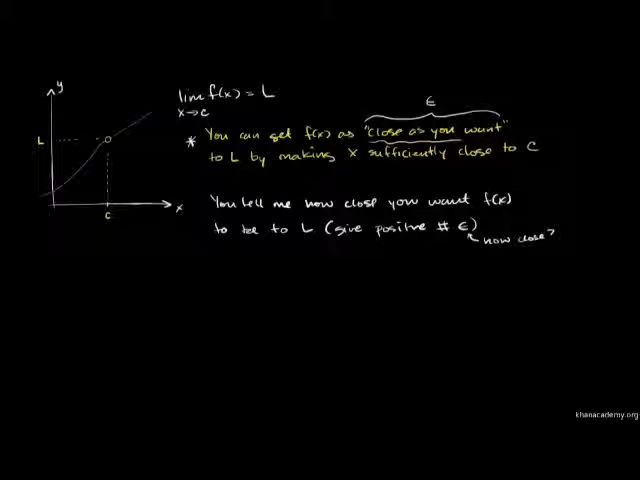 y
lim f(x) = L
x→c
ϵ
L
* You can get f(x) as "close as you want"
to L by making x sufficiently close to C
x
c
You tell me how close you want f(x)
to be to L (give positive # ϵ)
how close?
khanacademy.org